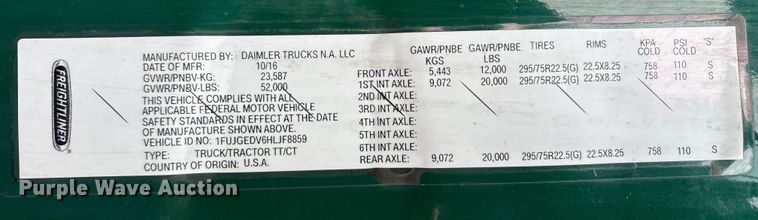 FREIGHTLINER
MANUFACTURED BY: DAIMLER TRUCKS N.A. LLC
DATE OF MFR: 10/16
GVWR/PNBV-KG: 23,587
GVWR/PNBV-LBS: 52,000
THIS VEHICLE COMPLIES WITH ALL
APPLICABLE FEDERAL MOTOR VEHICLE
SAFETY STANDARDS IN EFFECT AT THE DATE
OF MANUFACTURE SHOWN ABOVE.
VEHICLE ID NO: 1FUJGEDV6HLJF8859
TYPE: TRUCK/TRACTOR TT/CT
COUNTRY OF ORIGIN: U.S.A.
GAWR/PNBE KGS GAWR/PNBE LBS TIRES RIMS KPA COLD PSI COLD 'S'
FRONT AXLE: 5,443 12,000 295/75R22.5(G) 22.5X8.25 758 110 S
1ST INT AXLE: 9,072 20,000 295/75R22.5(G) 22.5X8.25 758 110 S
2ND INT AXLE:
3RD INT AXLE:
4TH INT AXLE:
5TH INT AXLE:
6TH INT AXLE:
REAR AXLE: 9,072 20,000 295/75R22.5(G) 22.5X8.25 758 110 S
Purple Wave Auction